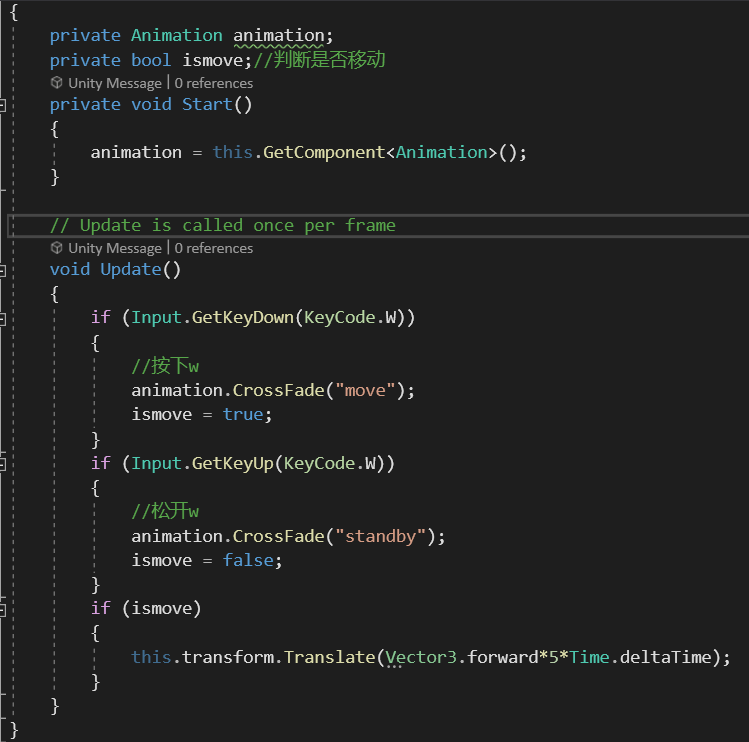 {
private Animation animation;
private bool ismove;//判断是否移动
Unity Message | 0 references
private void Start()
{
animation = this.GetComponent<Animation>();
}
// Update is called once per frame
Unity Message | 0 references
void Update()
{
if (Input.GetKeyDown(KeyCode.W))
{
//按下w
animation.CrossFade("move");
ismove = true;
}
if (Input.GetKeyUp(KeyCode.W))
{
//松开w
animation.CrossFade("standby");
ismove = false;
}
if (ismove)
{
this.transform.Translate(Vector3.forward*5*Time.deltaTime);
}
}
}